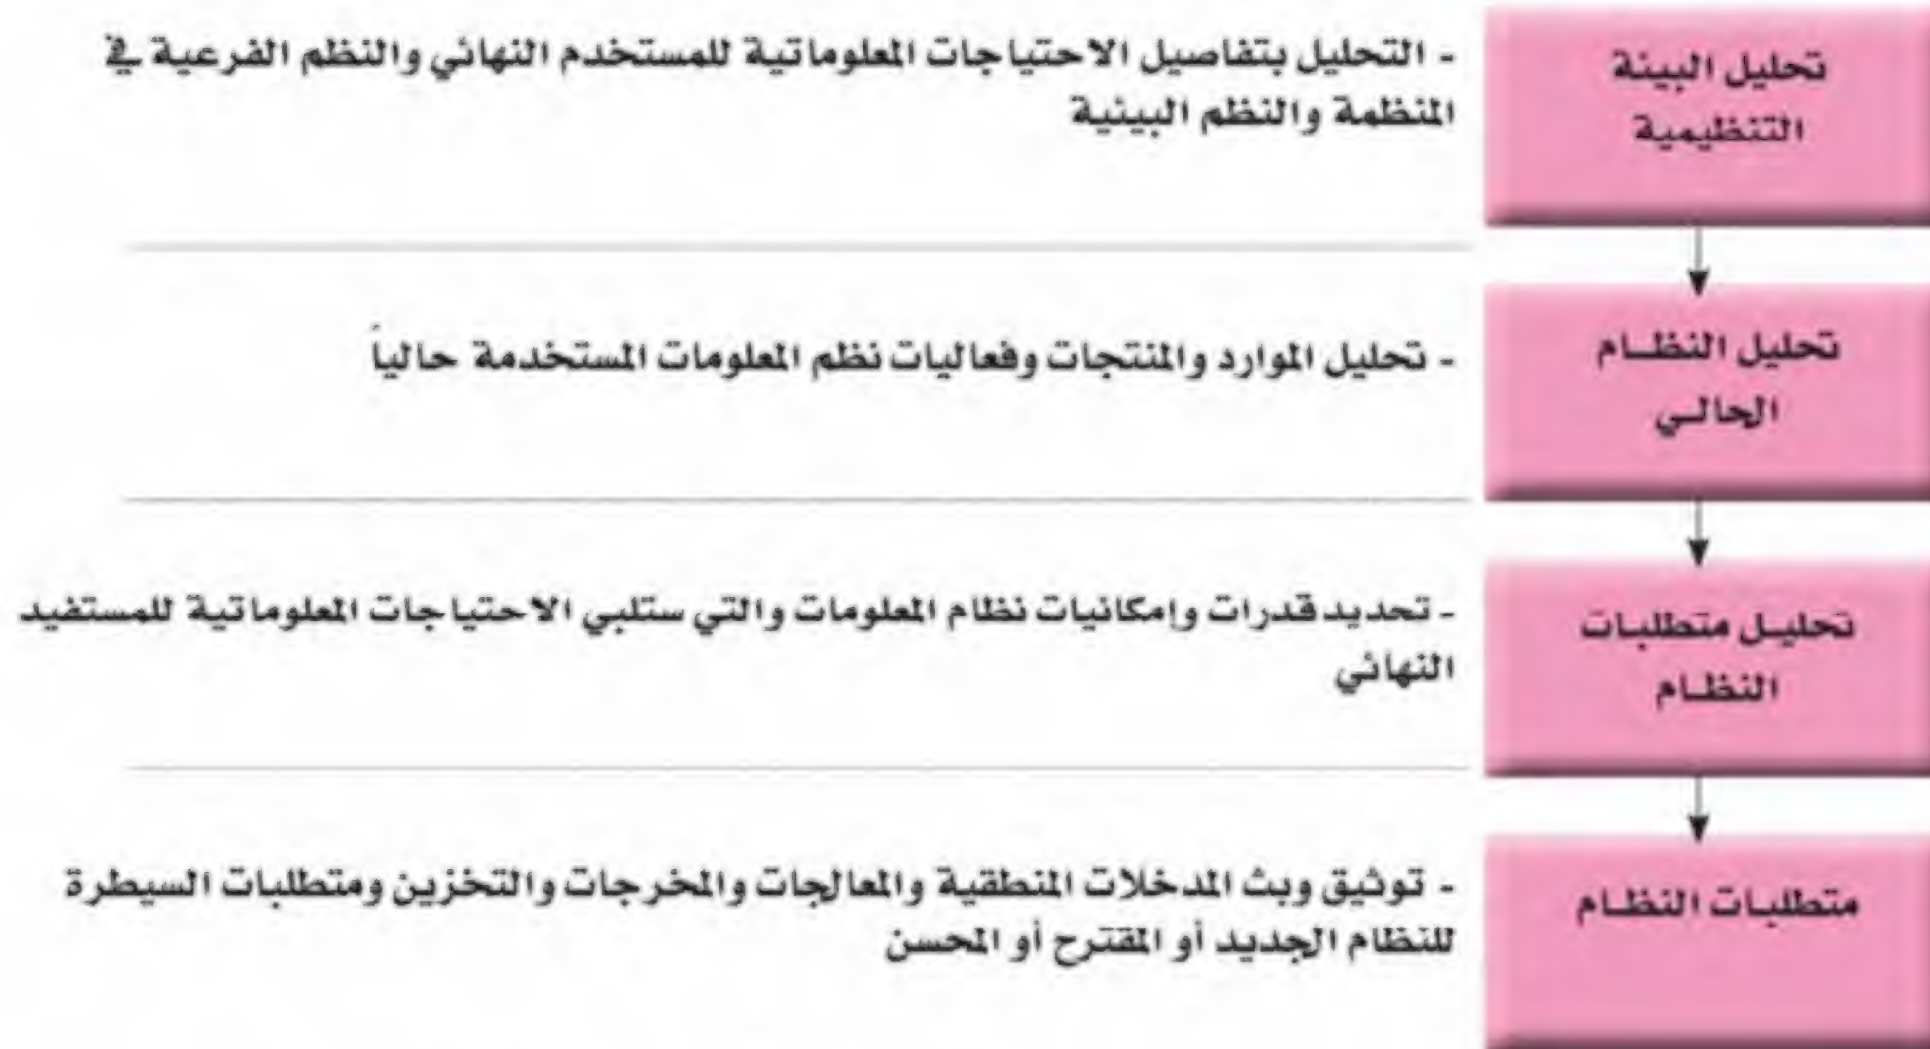 تحليل البيئة
التنظيمية
- التحليل بتفاصيل الاحتياجات المعلوماتية للمستخدم النهائي والنظم الفرعية في
المنظمة والنظم البيئية
تحليل النظـام
الحالـي
- تحليل الموارد والمنتجات وفعاليات نظم المعلومات المستخدمة حالياً
تحليـل متطلبـات
النظـام
- تحديد قدرات وإمكانيات نظام المعلومات والتي ستلبي الاحتياجات المعلوماتية للمستفيد
النهائي
متطلبـات النظـام
- توثيق وبث المدخلات المنطقية والمعالجات والمخرجات والتخزين ومتطلبات السيطرة
للنظام الجديد أو المقترح أو المحسن